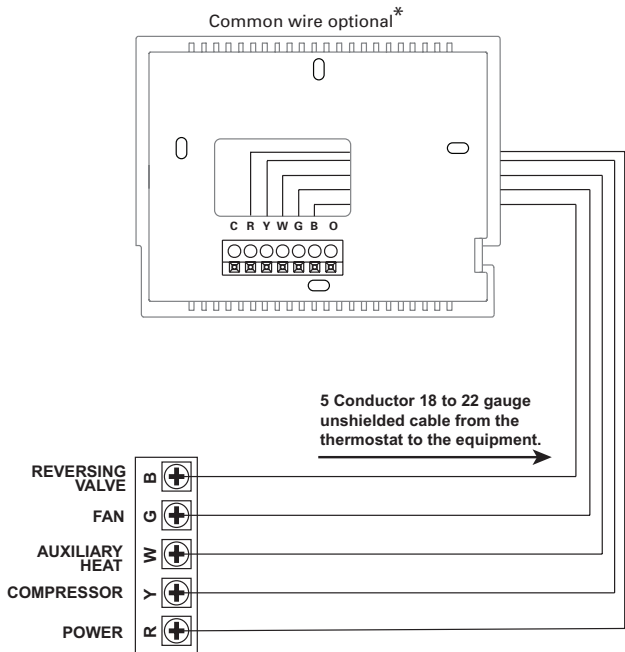 Common wire optional*
C R Y W G B O
5 Conductor 18 to 22 gauge
unshielded cable from the
thermostat to the equipment.
REVERSING
VALVE
B
FAN
G
AUXILIARY
HEAT
W
COMPRESSOR
Y
POWER
R